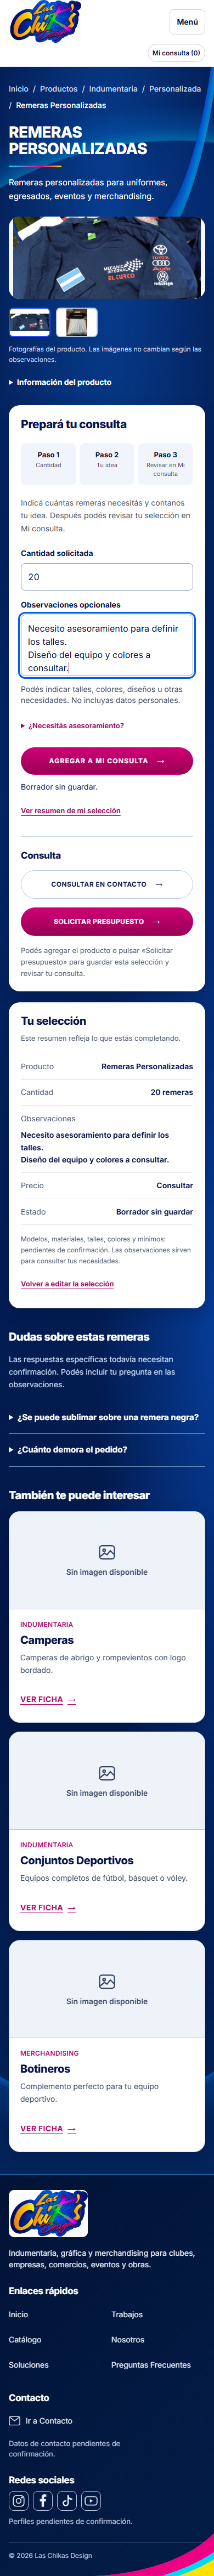 Las
Chikas
Design
Menú
Mi consulta (0)
Inicio / Productos / Indumentaria / Personalizada
/ Remeras Personalizadas
REMERAS
PERSONALIZADAS
Remeras personalizadas para uniformes,
egresados, eventos y merchandising.
MECANICA INTEGRAL
EL CURCO
TOYOTA
Audi
Volkswagen
Fotografías del producto. Las imágenes no cambian según las
observaciones.
Información del producto
Prepará tu consulta
Paso 1
Cantidad
Paso 2
Tu idea
Paso 3
Revisar en Mi
consulta
Indicá cuántas remeras necesitás y contanos
tu idea. Después podés revisar tu selección en
Mi consulta.
Cantidad solicitada
20
Observaciones opcionales
Necesito asesoramiento para definir
los talles.
Diseño del equipo y colores a
consultar.
Podés indicar talles, colores, diseños u otras
necesidades. No incluyas datos personales.
¿Necesitás asesoramiento?
AGREGAR A MI CONSULTA →
Borrador sin guardar.
Ver resumen de mi selección
Consulta
CONSULTAR EN CONTACTO →
SOLICITAR PRESUPUESTO →
Podés agregar el producto o pulsar «Solicitar
presupuesto» para guardar esta selección y
revisar tu consulta.
Tu selección
Este resumen refleja lo que estás completando.
Producto Remeras Personalizadas
Cantidad 20 remeras
Observaciones
Necesito asesoramiento para definir los
talles.
Diseño del equipo y colores a consultar.
Precio Consultar
Estado Borrador sin guardar
Modelos, materiales, talles, colores y mínimos:
pendientes de confirmación. Las observaciones sirven
para consultar estas necesidades.
Volver a editar la selección
Dudas sobre estas remeras
Las respuestas específicas todavía necesitan
confirmación. Podés incluir tu pregunta en las
observaciones.
¿Se puede sublimar sobre una remera negra?
¿Cuánto demora el pedido?
También te puede interesar
Sin imagen disponible
INDUMENTARIA
Camperas
Camperas de abrigo y rompevientos con logo
bordado.
VER FICHA →
Sin imagen disponible
INDUMENTARIA
Conjuntos Deportivos
Equipos completos de fútbol, básquet o vóley.
VER FICHA →
Sin imagen disponible
MERCHANDISING
Botineros
Complemento perfecto para tu equipo
deportivo.
VER FICHA →
Las
Chikas
Design
Indumentaria, gráfica y merchandising para clubes,
empresas, comercios, eventos y obras.
Enlaces rápidos
Inicio Trabajos
Catálogo Nosotros
Soluciones Preguntas Frecuentes
Contacto
Ir a Contacto
Datos de contacto pendientes de
confirmación.
Redes sociales
Perfiles pendientes de confirmación.
© 2026 Las Chikas Design